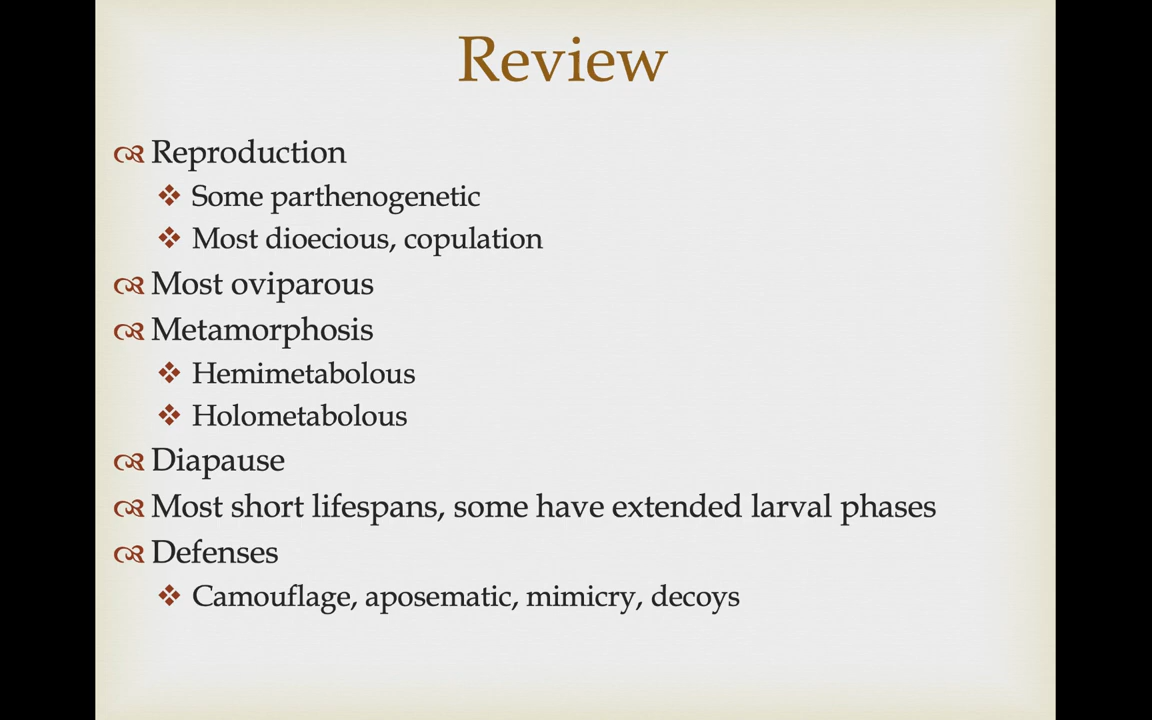 Review
Reproduction
Some parthenogenetic
Most dioecious, copulation
Most oviparous
Metamorphosis
Hemimetabolous
Holometabolous
Diapause
Most short lifespans, some have extended larval phases
Defenses
Camouflage, aposematic, mimicry, decoys